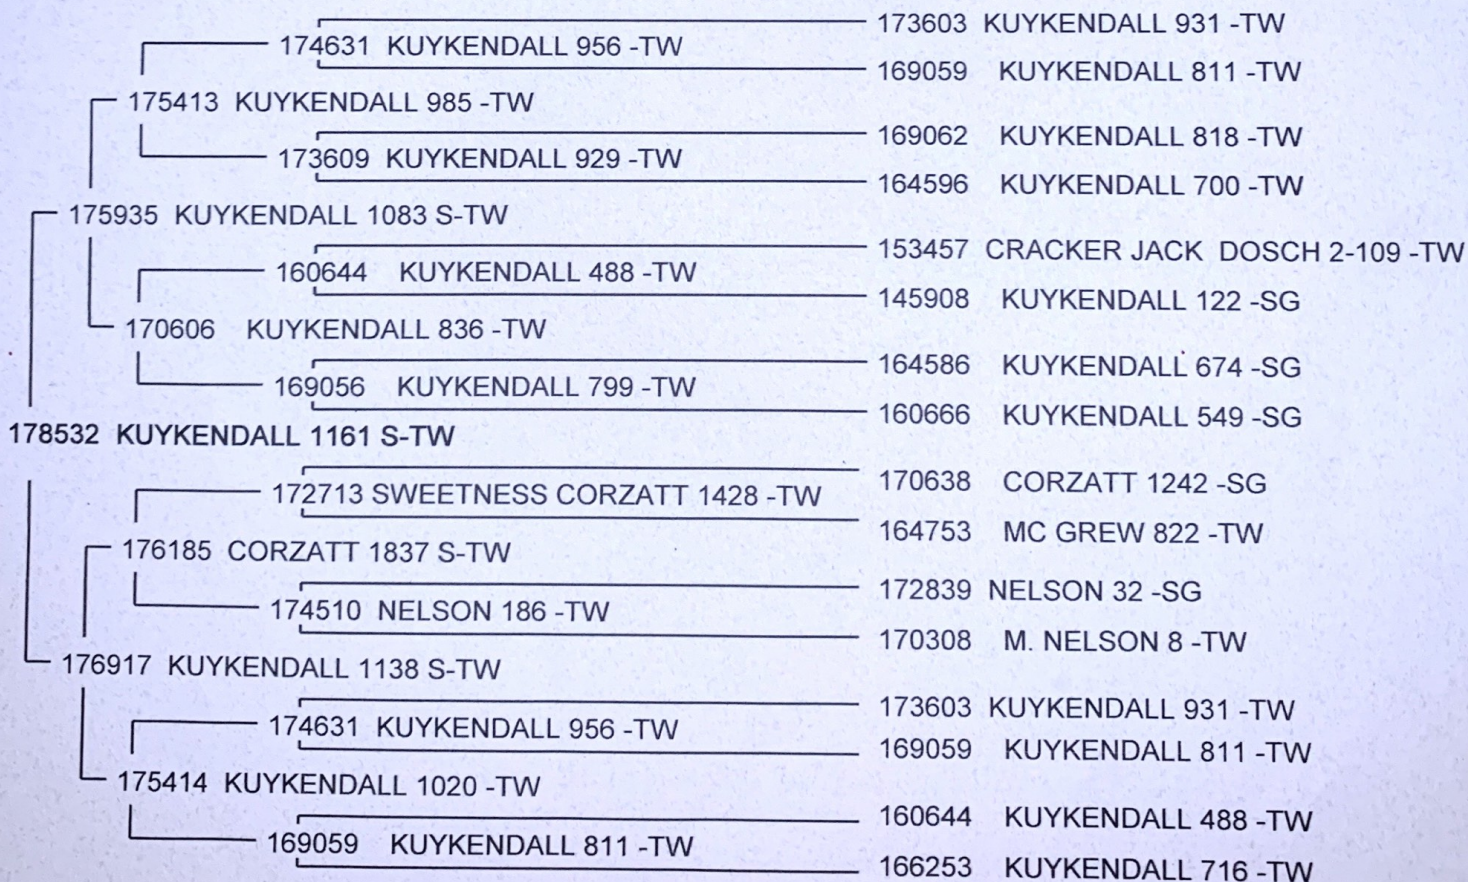 173603 KUYKENDALL 931 -TW
174631 KUYKENDALL 956 -TW
169059 KUYKENDALL 811 -TW
175413 KUYKENDALL 985 -TW
169062 KUYKENDALL 818 -TW
173609 KUYKENDALL 929 -TW
164596 KUYKENDALL 700 -TW
175935 KUYKENDALL 1083 S-TW
153457 CRACKER JACK DOSCH 2-109 -TW
160644 KUYKENDALL 488 -TW
145908 KUYKENDALL 122 -SG
170606 KUYKENDALL 836 -TW
164586 KUYKENDALL 674 -SG
169056 KUYKENDALL 799 -TW
160666 KUYKENDALL 549 -SG
178532 KUYKENDALL 1161 S-TW
170638 CORZATT 1242 -SG
172713 SWEETNESS CORZATT 1428 -TW
164753 MC GREW 822 -TW
176185 CORZATT 1837 S-TW
172839 NELSON 32 -SG
174510 NELSON 186 -TW
170308 M. NELSON 8 -TW
176917 KUYKENDALL 1138 S-TW
173603 KUYKENDALL 931 -TW
174631 KUYKENDALL 956 -TW
169059 KUYKENDALL 811 -TW
175414 KUYKENDALL 1020 -TW
160644 KUYKENDALL 488 -TW
169059 KUYKENDALL 811 -TW
166253 KUYKENDALL 716 -TW